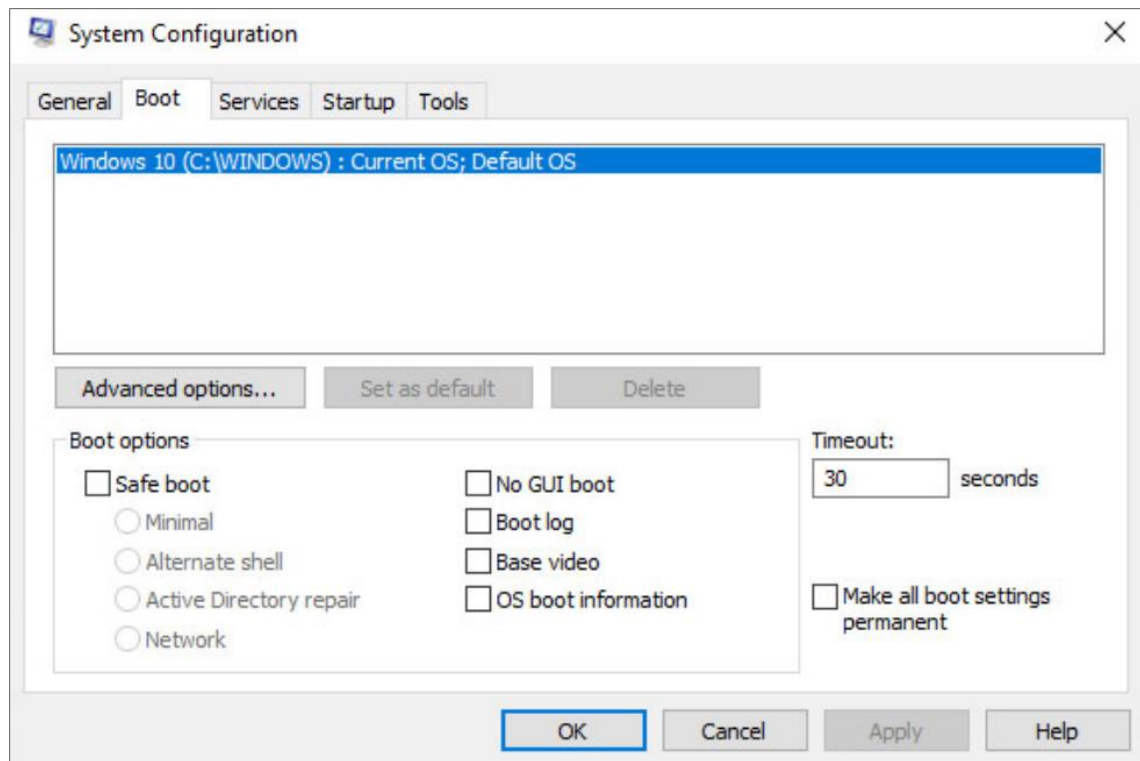 System Configuration
General Boot Services Startup Tools
Windows 10 (C:\WINDOWS) : Current OS; Default OS
Advanced options... Set as default Delete
Boot options
Safe boot
Minimal
Alternate shell
Active Directory repair
Network
No GUI boot
Boot log
Base video
OS boot information
Timeout:
30 seconds
Make all boot settings
permanent
OK Cancel Apply Help